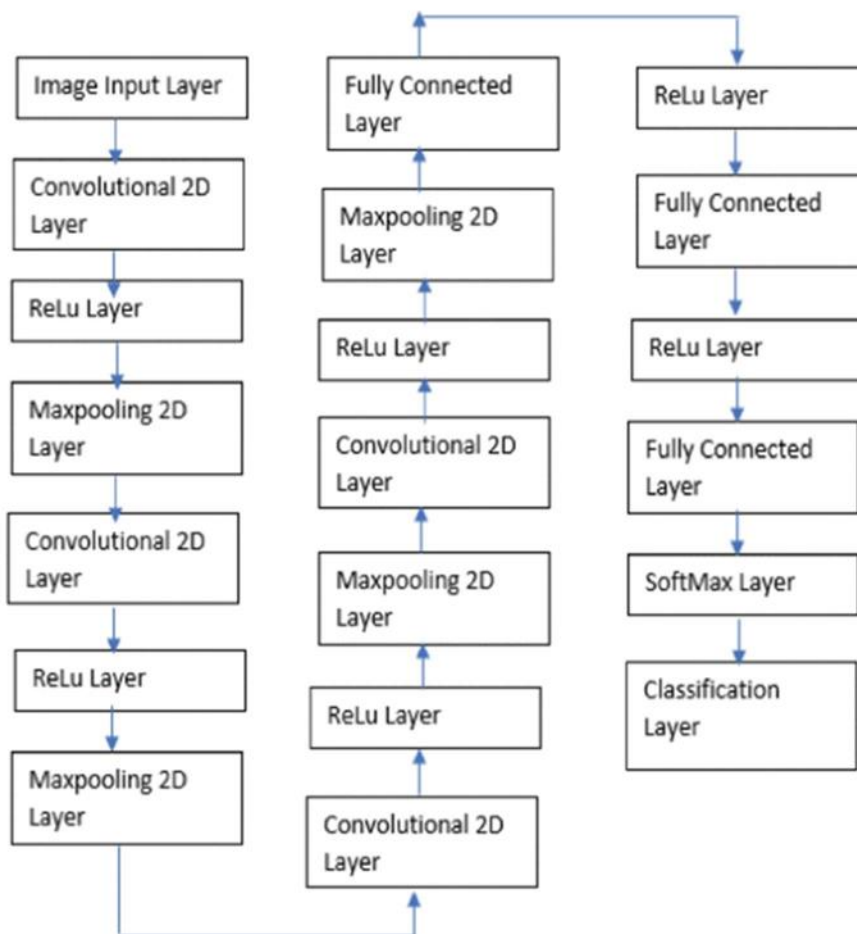 Image Input Layer
Convolutional 2D
Layer
ReLu Layer
Maxpooling 2D
Layer
Convolutional 2D
Layer
ReLu Layer
Maxpooling 2D
Layer
Convolutional 2D
Layer
ReLu Layer
Maxpooling 2D
Layer
Convolutional 2D
Layer
ReLu Layer
Maxpooling 2D
Layer
Fully Connected
Layer
ReLu Layer
Fully Connected
Layer
ReLu Layer
Fully Connected
Layer
SoftMax Layer
Classification
Layer